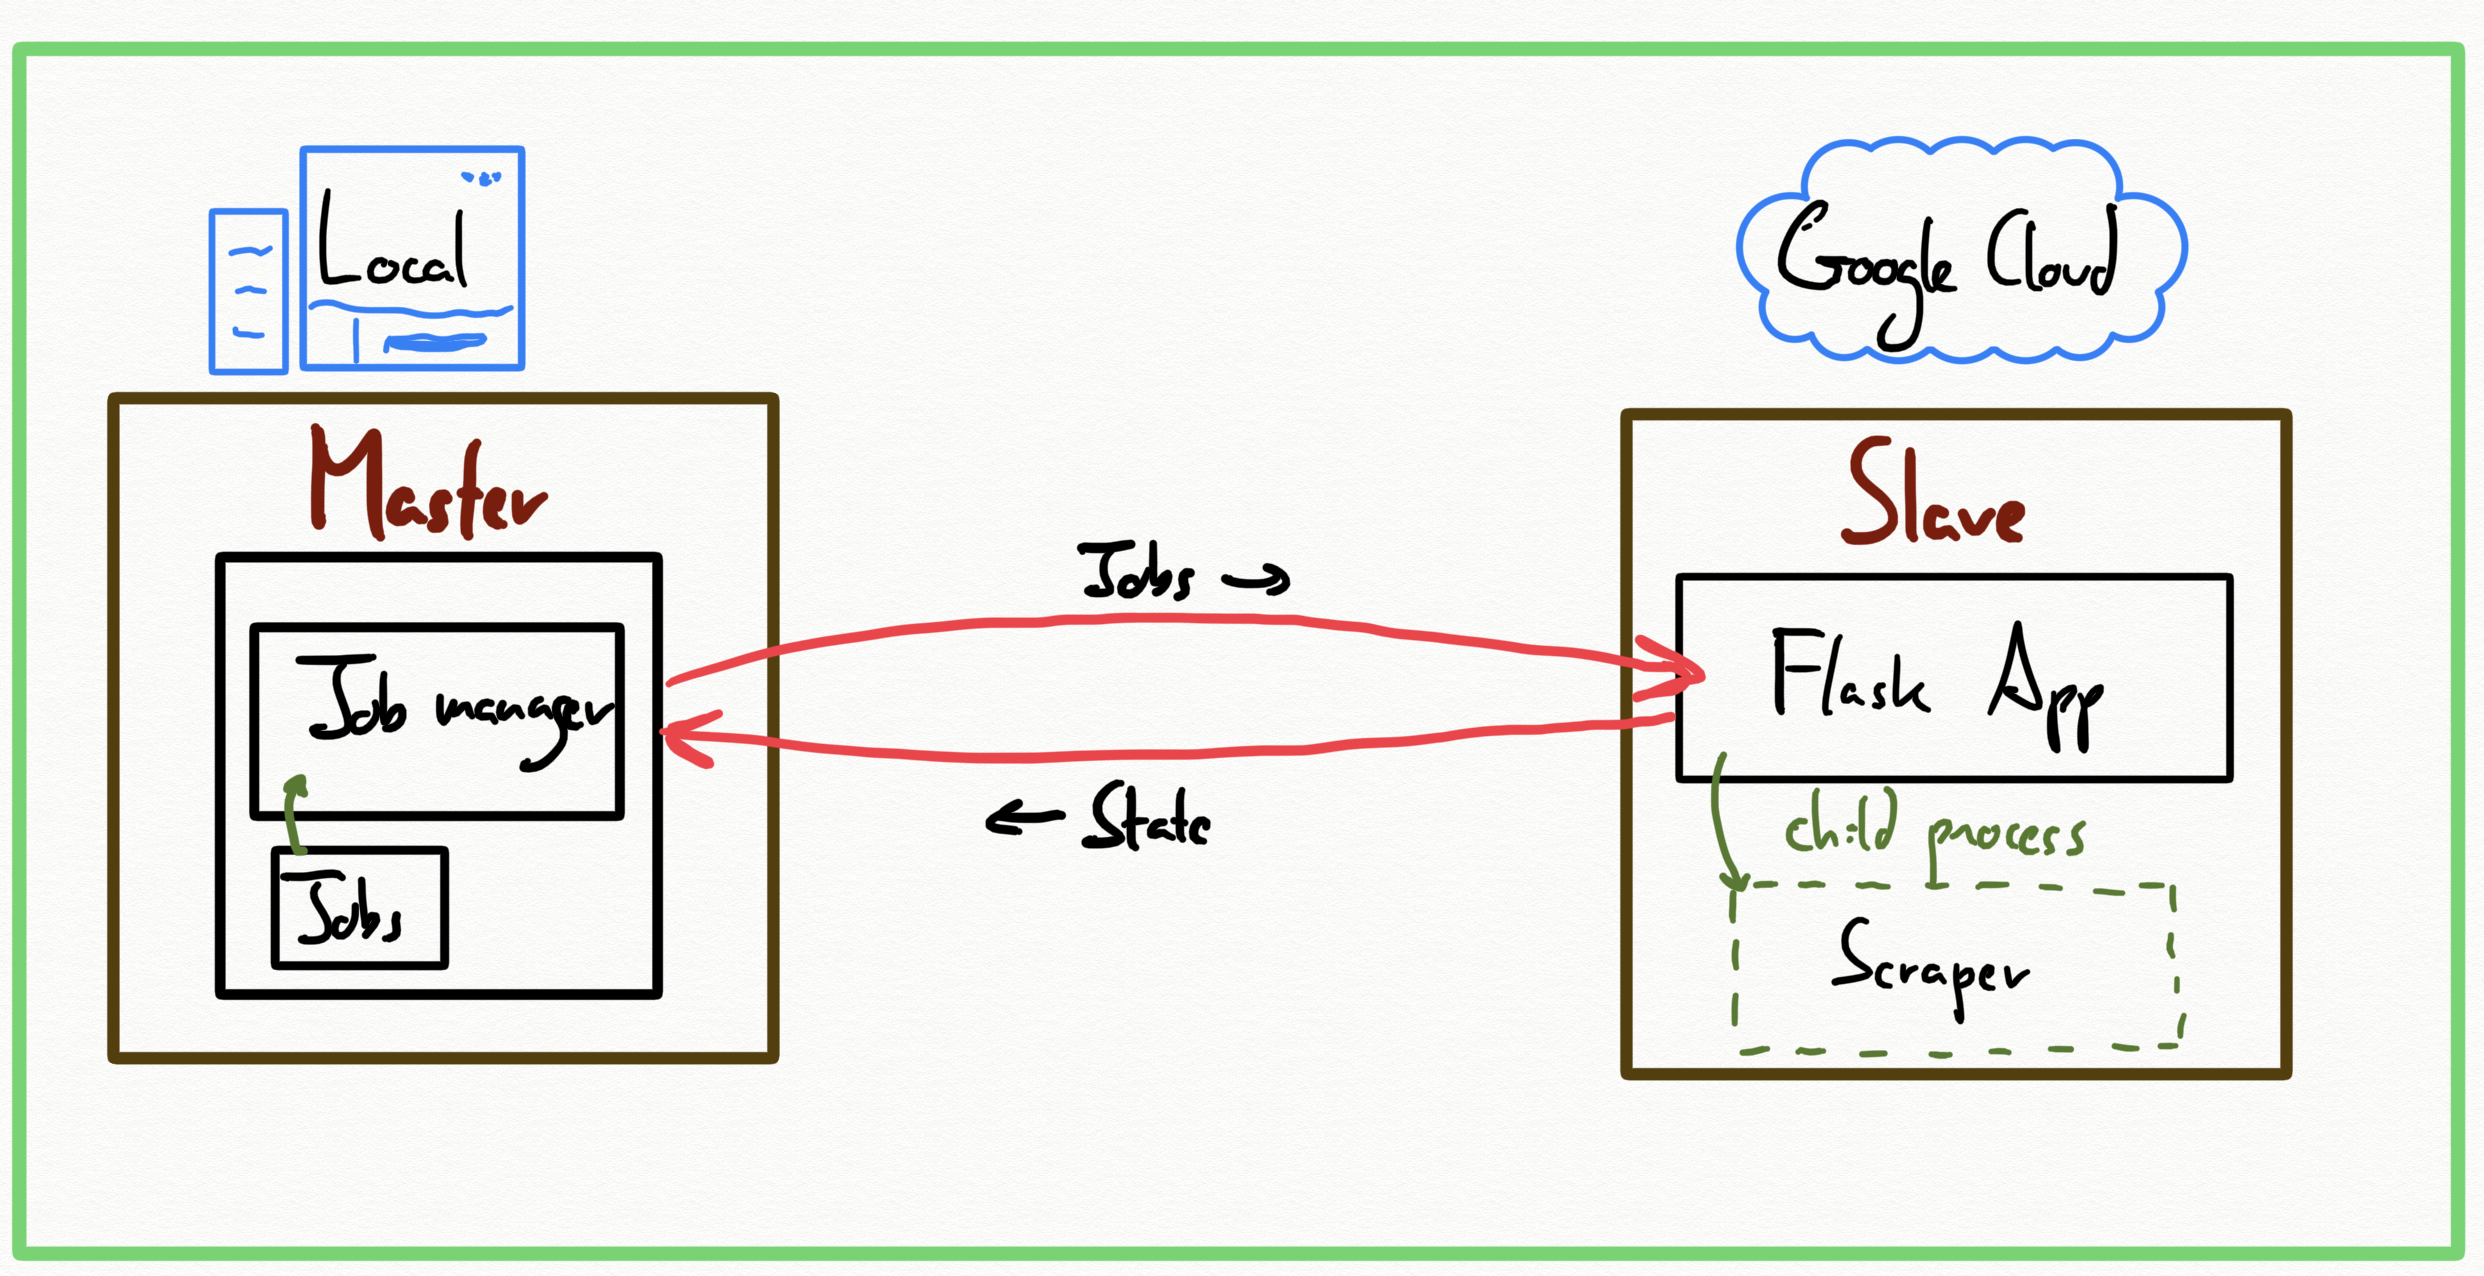 Local
Google Cloud
Master
Slave
Jobs →
Job manager
Flask App
← State
child process
Jobs
Scraper